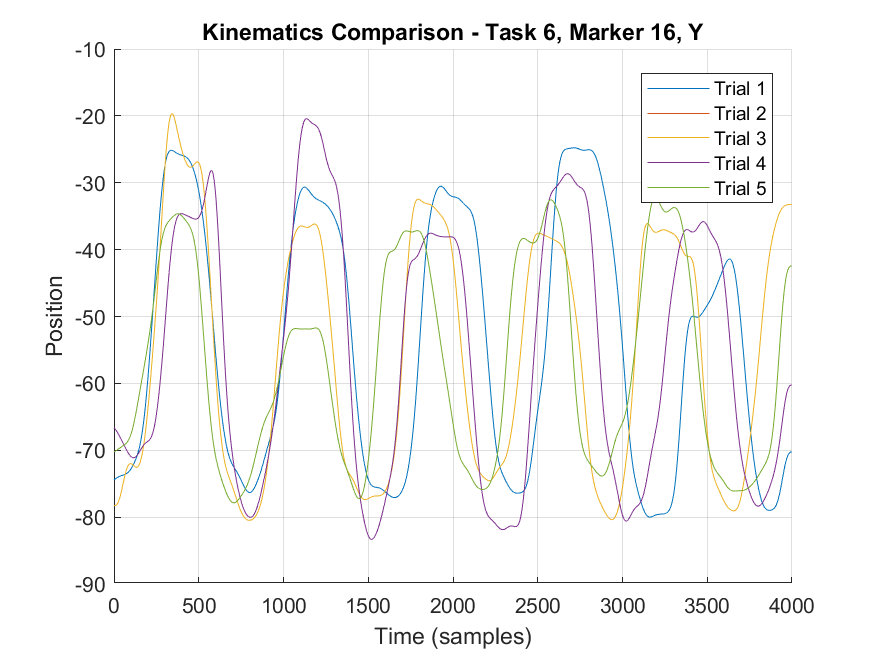 Kinematics Comparison - Task 6, Marker 16, Y
-10
-20
-30
-40
-50
-60
-70
-80
-90
Position
0 500 1000 1500 2000 2500 3000 3500 4000
Time (samples)
Trial 1
Trial 2
Trial 3
Trial 4
Trial 5